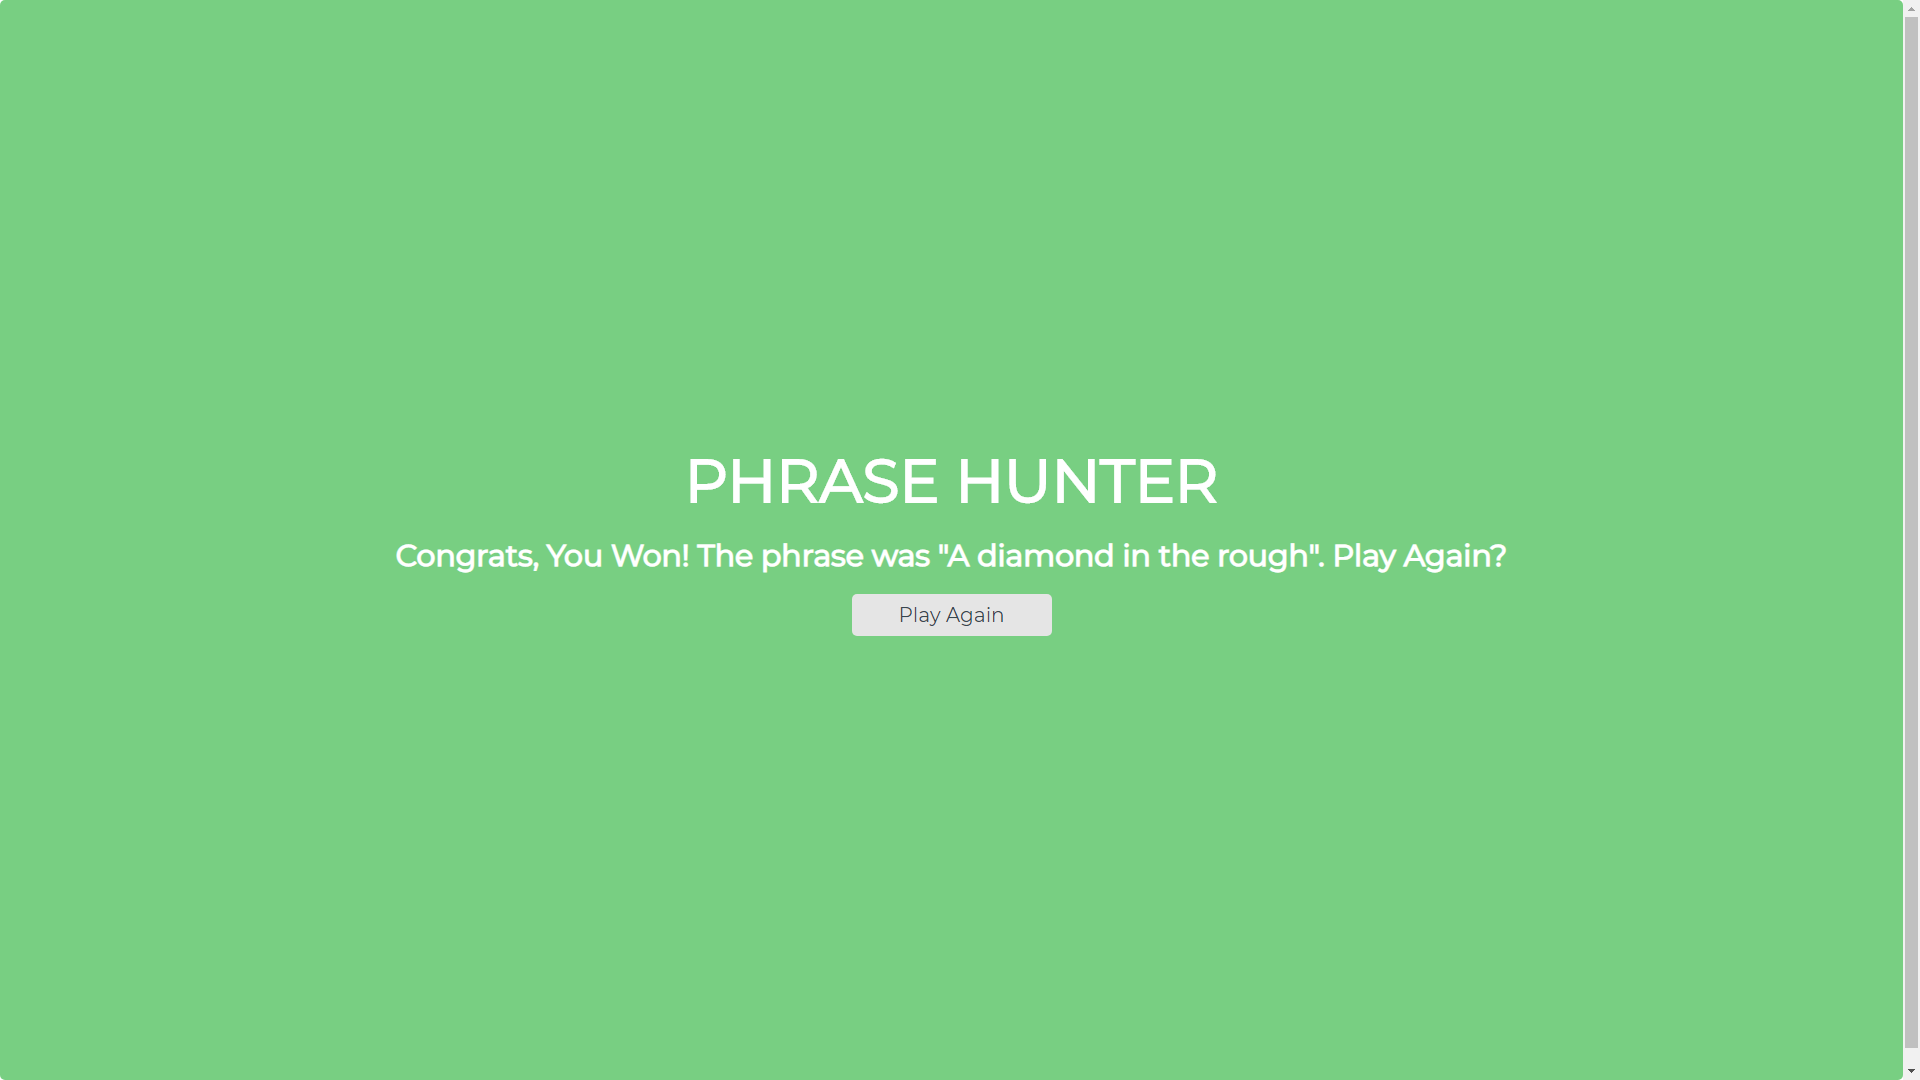 PHRASE HUNTER
Congrats, You Won! The phrase was "A diamond in the rough". Play Again?
Play Again